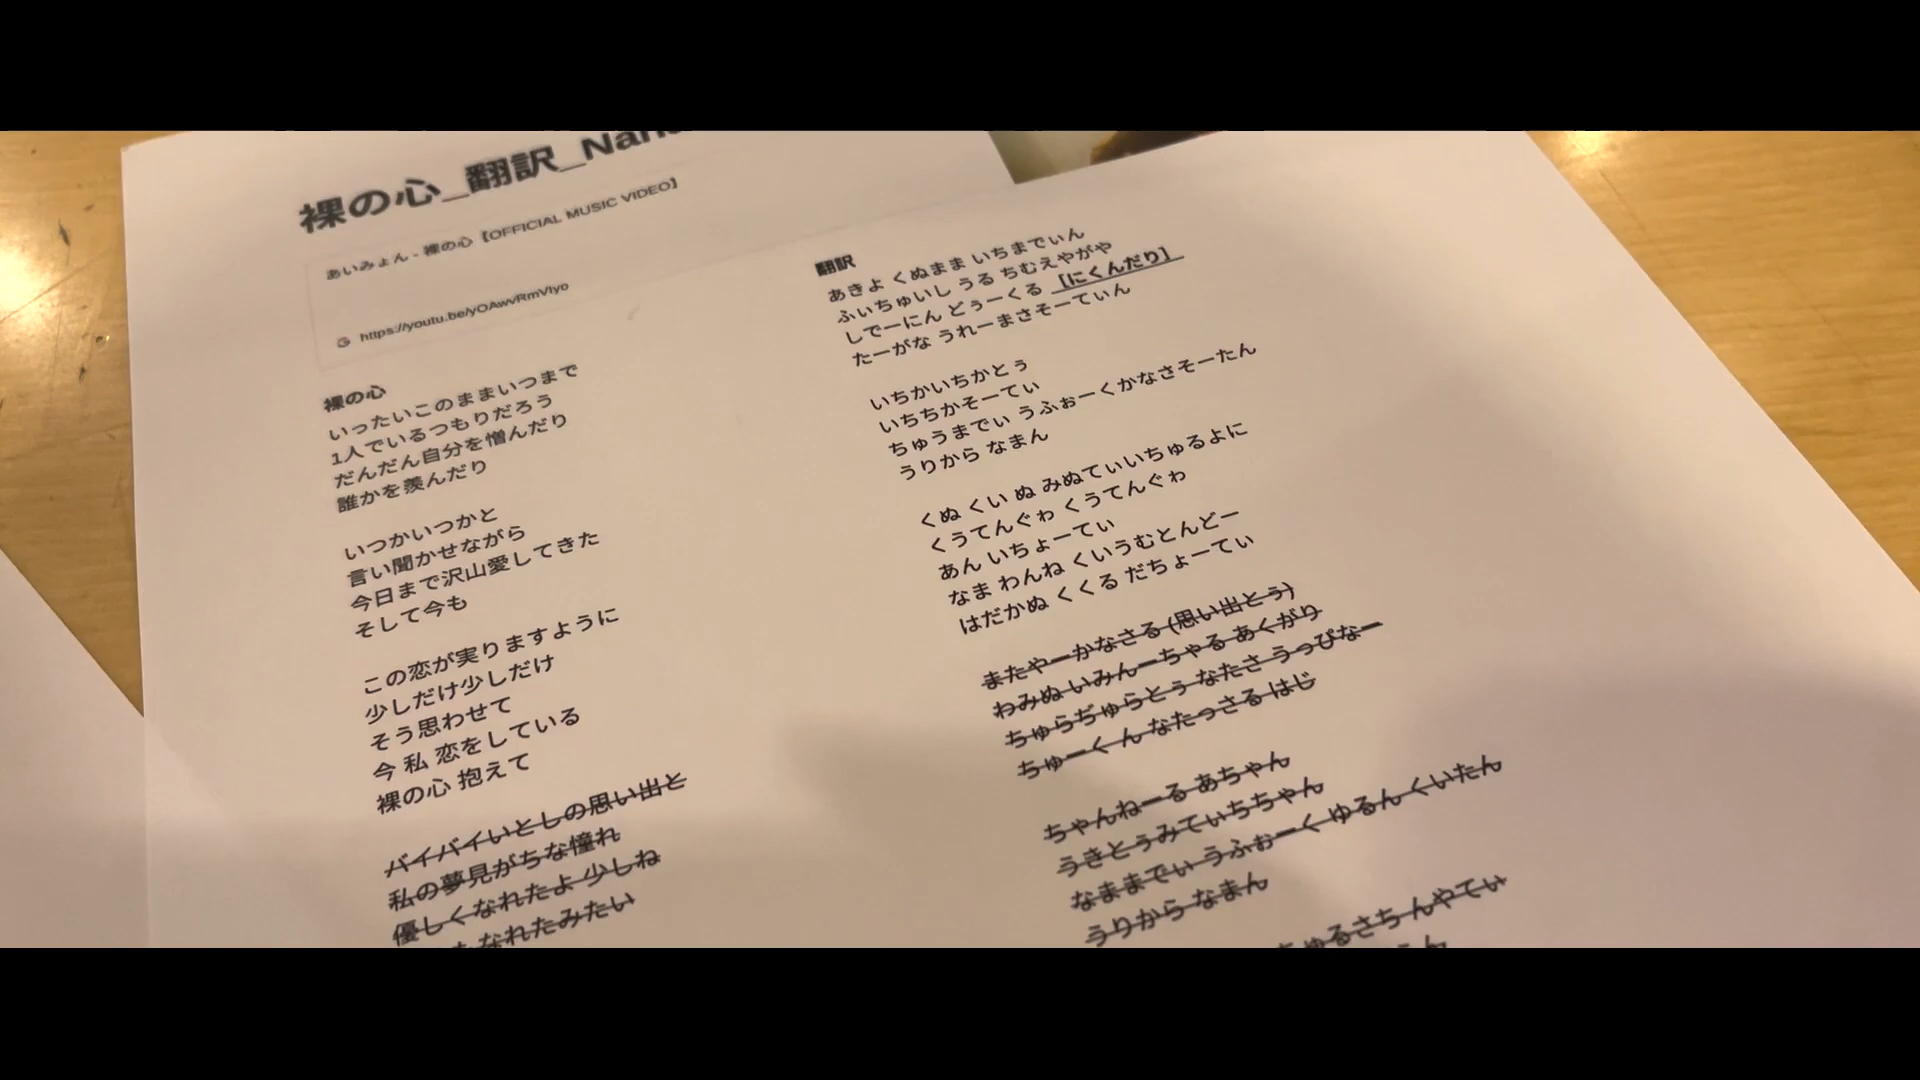 裸の心_翻訳_Nana
あいみょん - 裸の心【OFFICIAL MUSIC VIDEO】
https://youtu.be/yOAwvRmVIyo
裸の心
いったいこのままいつまで
1人でいるつもりだろう
だんだん自分を憎んだり
誰かを羨んだり
いつかいつかと
言い聞かせながら
今日まで沢山愛してきた
そして今も
この恋が実りますように
少しだけ少しだけ
そう思わせて
今 私 恋をしている
裸の心 抱えて
バイバイいとしの思い出と
私の夢見がちな憧れ
優しくなれたよ 少しね
なれたみたい
翻訳
あきよ くぬまま いちまでぃん
ふぃちゅいし うる ちむえやがや
しでーにん どぅーくる 【にくんだり】
たーがな うれーまさそーてぃん
いちかいちかとぅ
いちちかそーてぃ
ちゅうまでぃ うふぉーくかなさそーたん
うりから なまん
くぬ くい ぬ みぬてぃいちゅるよに
くうてんぐゎ くうてんぐゎ
あん いちょーてぃ
なま わんね くいうむとんどー
はだかぬ くくる だちょーてぃ
またやーかなさる (思い出とぅ)
わみぬ いみんーちゃる あくがり
ちゅらぢゅらとぅ なたさ うっぴなー
ちゅーく ん なたっさる はじ
ちゃんねーる あちゃん
うきとぅみてぃちちゃん
なままでぃ うふぉーく ゆるん くいたん
うりから なまん
ちゅるさち んやてぃ